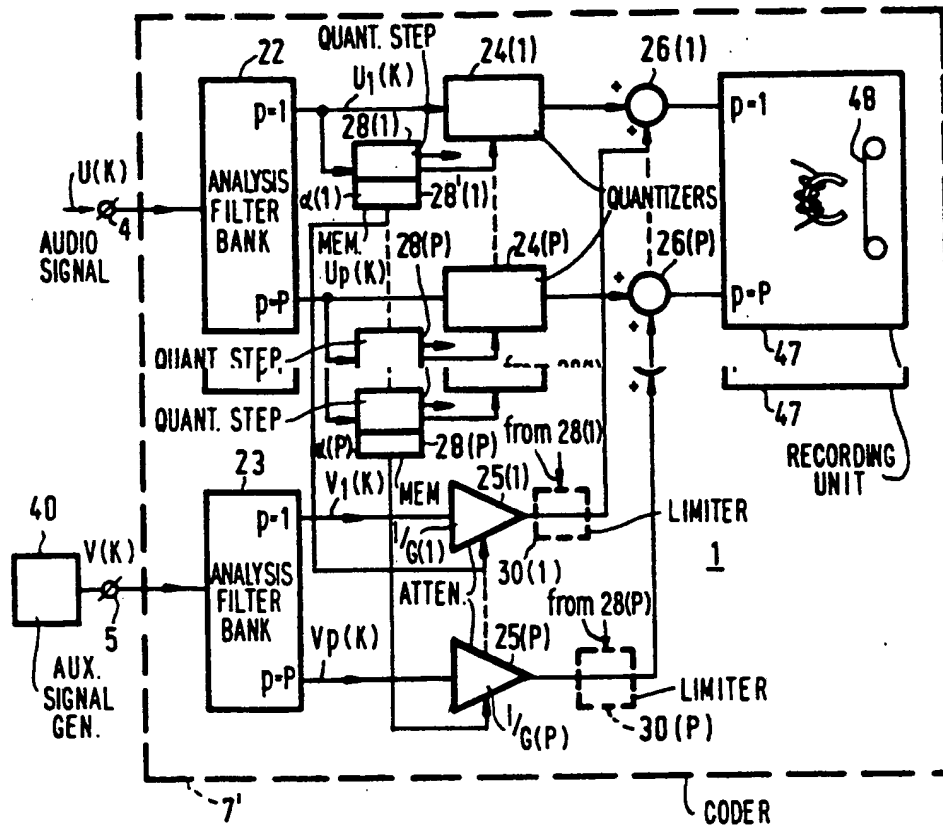 QUANT. STEP
22
24(1)
26(1)
U1(K)
p=1
+
+
p=1
48
28(1)
U(K)
4
AUDIO SIGNAL
ANALYSIS FILTER BANK
α(1)
28'(1)
QUANTIZERS
MEM.
Up(K)
28(P)
24(P)
26(P)
p=P
+
+
p=P
QUANT. STEP
47
+
47
QUANT. STEP
α(P)
28(P)
from 28(1)
RECORDING UNIT
23
V1(K)
MEM
25(1)
p=1
LIMITER
40
V(K)
1/G(1)
30(1)
1
5
ANALYSIS FILTER BANK
ATTEN.
from 28(P)
AUX. SIGNAL GEN.
Vp(K)
25(P)
p=P
LIMITER
1/G(P)
30(P)
7'
CODER